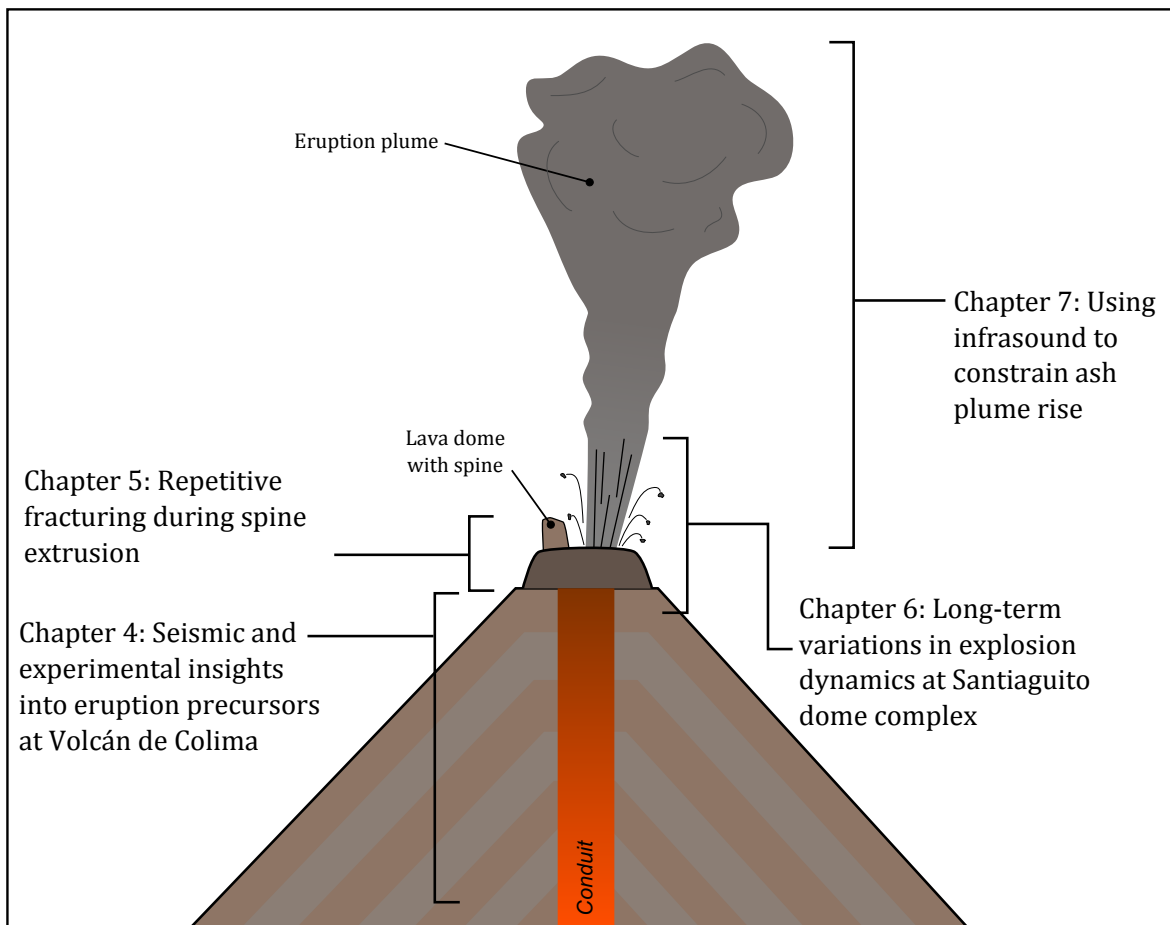 Eruption plume
Chapter 7: Using
infrasound to
constrain ash
plume rise
Lava dome
with spine
Chapter 5: Repetitive
fracturing during spine
extrusion
Chapter 4: Seismic and
experimental insights
into eruption precursors
at Volcán de Colima
Chapter 6: Long-term
variations in explosion
dynamics at Santiaguito
dome complex
Conduit